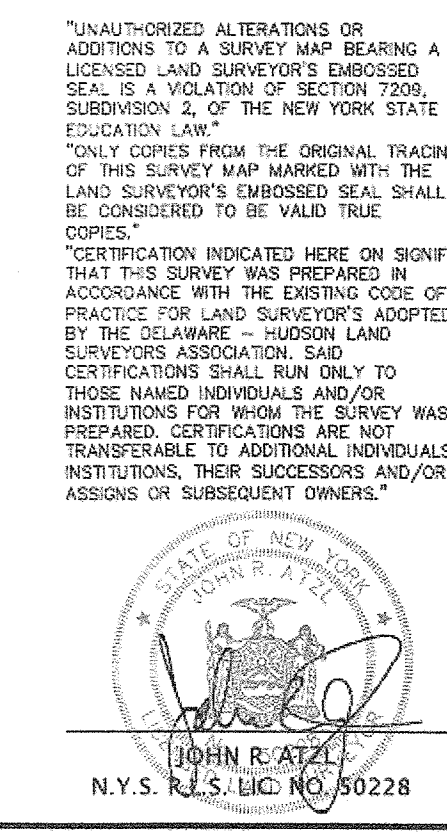 "UNAUTHORIZED ALTERATIONS OR
ADDITIONS TO A SURVEY MAP BEARING A
LICENSED LAND SURVEYOR'S EMBOSSED
SEAL IS A VIOLATION OF SECTION 7209,
SUBDIVISION 2, OF THE NEW YORK STATE
EDUCATION LAW."
"ONLY COPIES FROM THE ORIGINAL TRACIN
OF THIS SURVEY MAP MARKED WITH THE
LAND SURVEYOR'S EMBOSSED SEAL SHALL
BE CONSIDERED TO BE VALID TRUE
COPIES."
"CERTIFICATION INDICATED HERE ON SIGNIF
THAT THIS SURVEY WAS PREPARED IN
ACCORDANCE WITH THE EXISTING CODE OF
PRACTICE FOR LAND SURVEYOR'S ADOPTED
BY THE DELAWARE - HUDSON LAND
SURVEYORS ASSOCIATION. SAID
CERTIFICATIONS SHALL RUN ONLY TO
THOSE NAMED INDIVIDUALS AND/OR
INSTITUTIONS FOR WHOM THE SURVEY WAS
PREPARED. CERTIFICATIONS ARE NOT
TRANSFERABLE TO ADDITIONAL INDIVIDUALS
INSTITUTIONS, THEIR SUCCESSORS AND/OR
ASSIGNS OR SUBSEQUENT OWNERS."
STATE OF NEW YORK
JOHN R. ATZL
JOHN R. ATZL
N.Y.S. R.L.S. LIC NO. 50228
LAND SURVEYOR